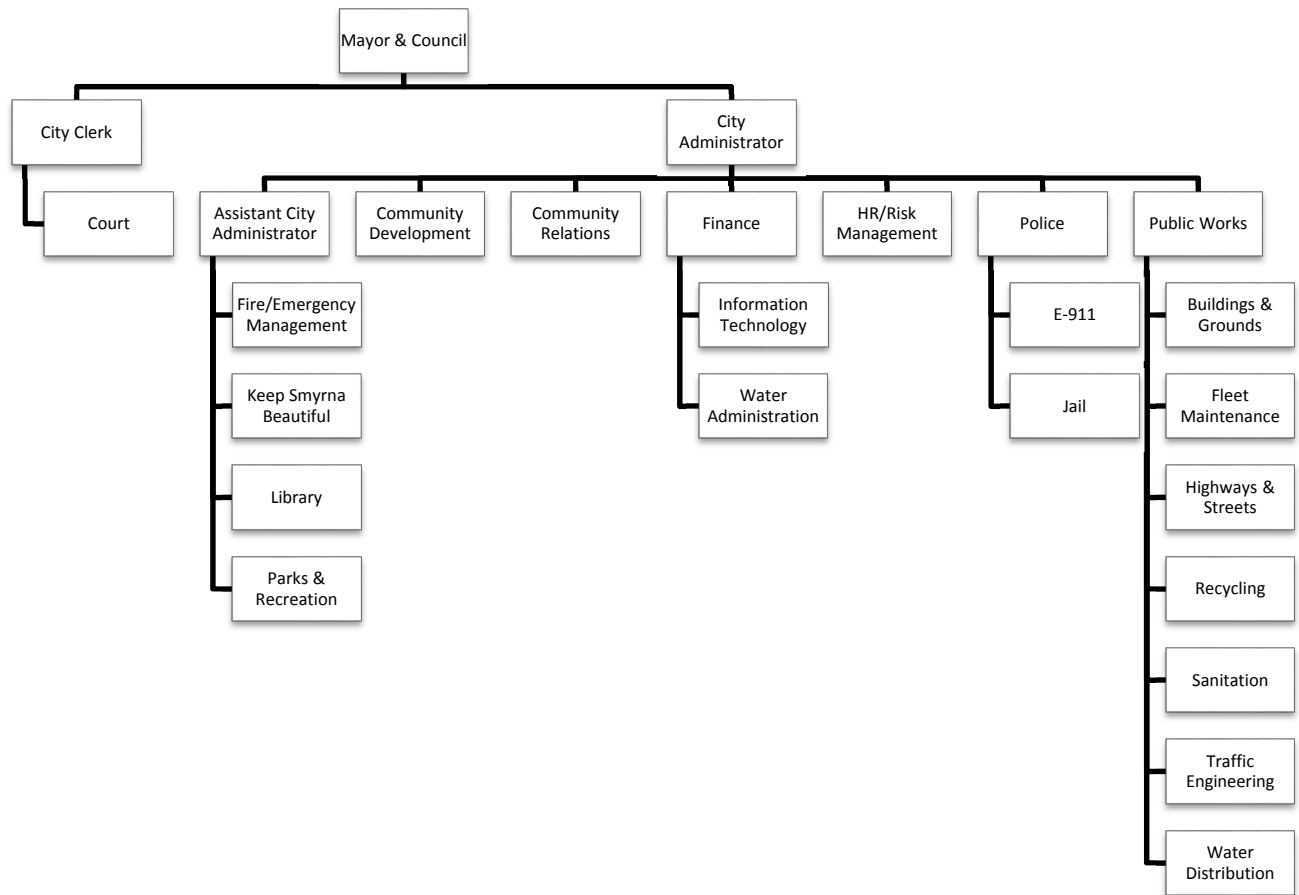 Mayor & Council
City Clerk
City
Administrator
Court
Assistant City
Administrator
Community
Development
Community
Relations
Finance
HR/Risk
Management
Police
Public Works
Fire/Emergency
Management
Information
Technology
E-911
Buildings &
Grounds
Keep Smyrna
Beautiful
Water
Administration
Jail
Fleet
Maintenance
Library
Highways &
Streets
Parks &
Recreation
Recycling
Sanitation
Traffic
Engineering
Water
Distribution